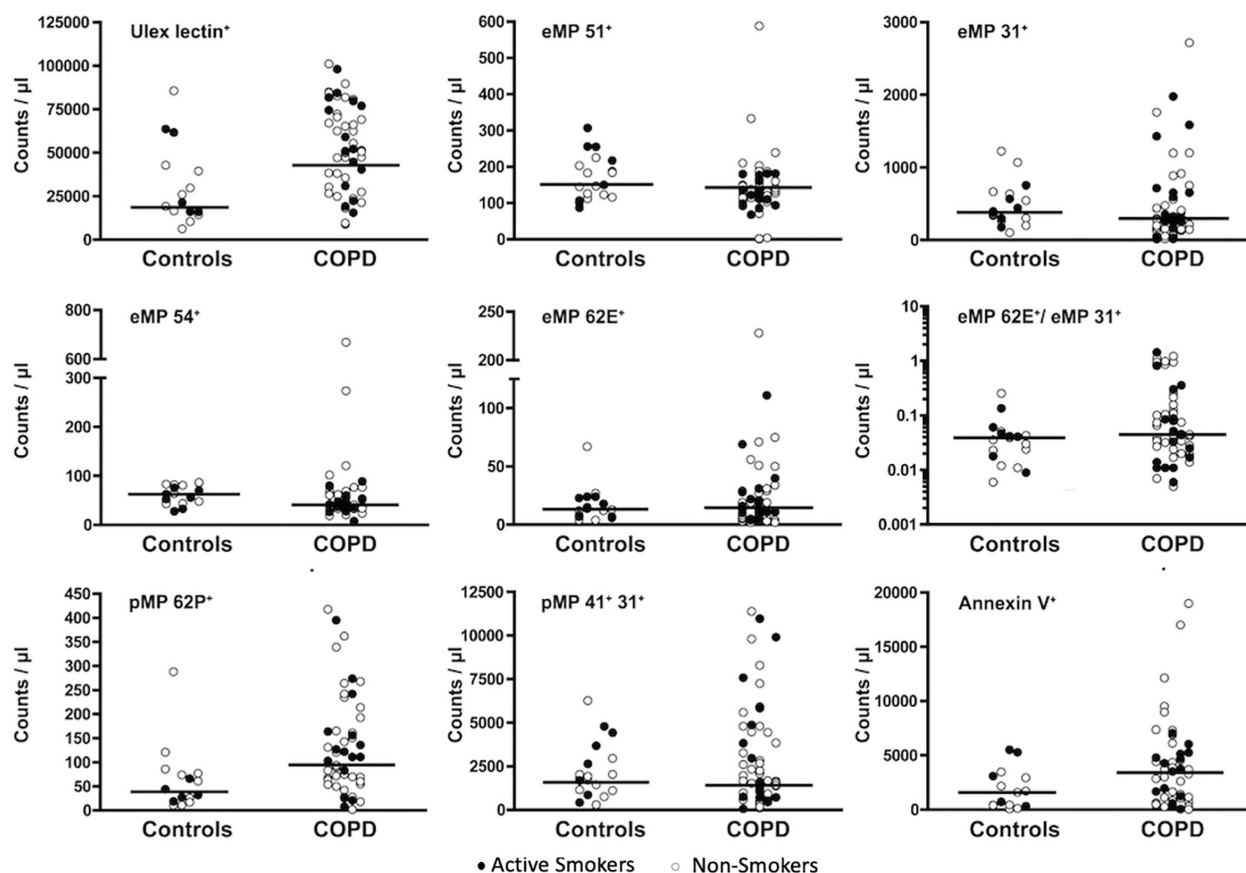 Ulex lectin⁺
Counts / µl
125000
100000
75000
50000
25000
0
Controls COPD
eMP 51⁺
Counts / µl
600
500
400
300
200
100
0
Controls COPD
eMP 31⁺
Counts / µl
3000
2000
1000
0
Controls COPD
eMP 54⁺
Counts / µl
800
600
300
200
100
0
Controls COPD
eMP 62E⁺
Counts / µl
250
200
100
50
0
Controls COPD
eMP 62E⁺/ eMP 31⁺
Counts / µl
10
1
0.1
0.01
0.001
Controls COPD
pMP 62P⁺
Counts / µl
450
400
350
300
250
200
150
100
50
0
Controls COPD
pMP 41⁺ 31⁺
Counts / µl
12500
10000
7500
5000
2500
0
Controls COPD
Annexin V⁺
Counts / µl
20000
15000
10000
5000
0
Controls COPD
Active Smokers Non-Smokers